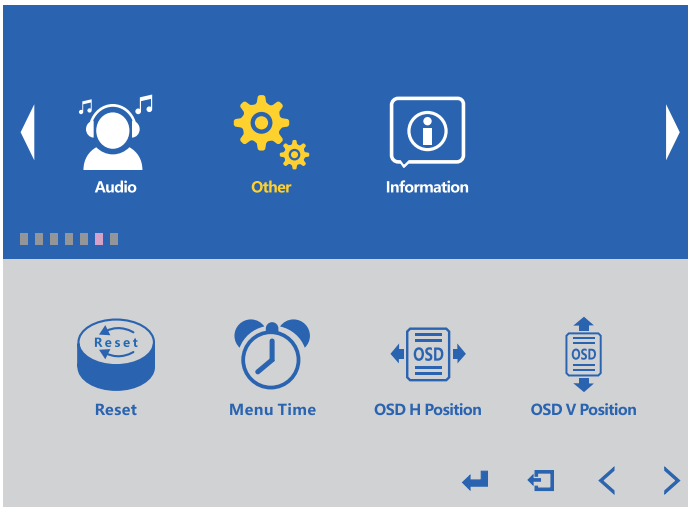 Audio
Other
Information
Reset
OSD
OSD
Reset
Menu Time
OSD H Position
OSD V Position